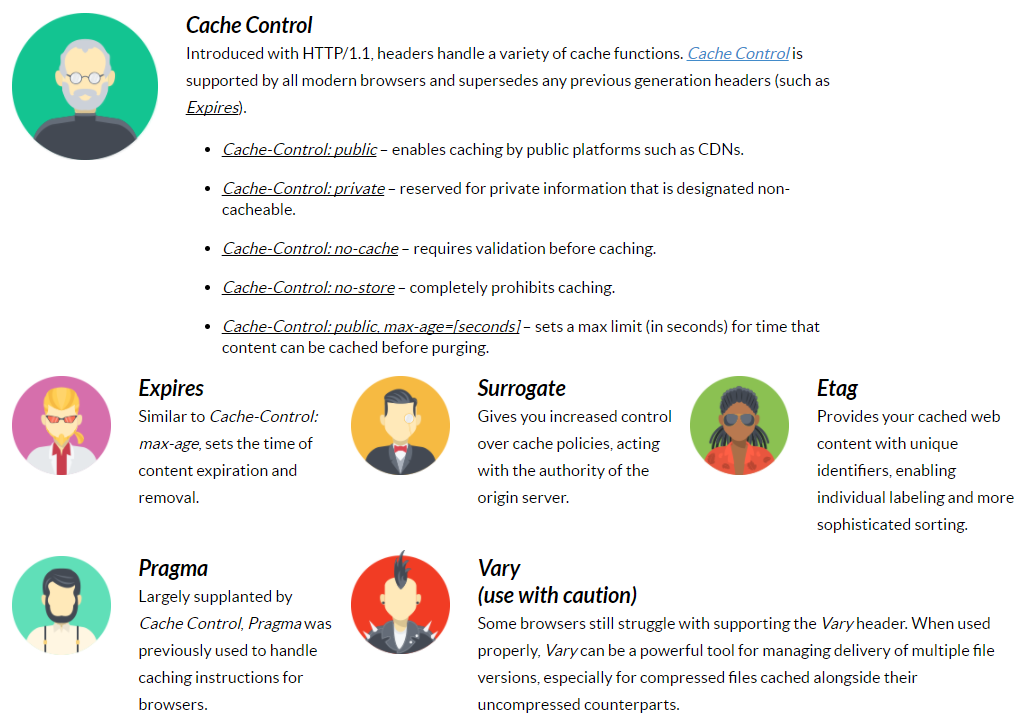 Cache Control
Introduced with HTTP/1.1, headers handle a variety of cache functions. Cache Control is
supported by all modern browsers and supersedes any previous generation headers (such as
Expires).
• Cache-Control: public – enables caching by public platforms such as CDNs.
• Cache-Control: private – reserved for private information that is designated non-
cacheable.
• Cache-Control: no-cache – requires validation before caching.
• Cache-Control: no-store – completely prohibits caching.
• Cache-Control: public, max-age=[seconds] – sets a max limit (in seconds) for time that
content can be cached before purging.
Expires
Similar to Cache-Control:
max-age, sets the time of
content expiration and
removal.
Surrogate
Gives you increased control
over cache policies, acting
with the authority of the
origin server.
Etag
Provides your cached web
content with unique
identifiers, enabling
individual labeling and more
sophisticated sorting.
Pragma
Largely supplanted by
Cache Control, Pragma was
previously used to handle
caching instructions for
browsers.
Vary
(use with caution)
Some browsers still struggle with supporting the Vary header. When used
properly, Vary can be a powerful tool for managing delivery of multiple file
versions, especially for compressed files cached alongside their
uncompressed counterparts.